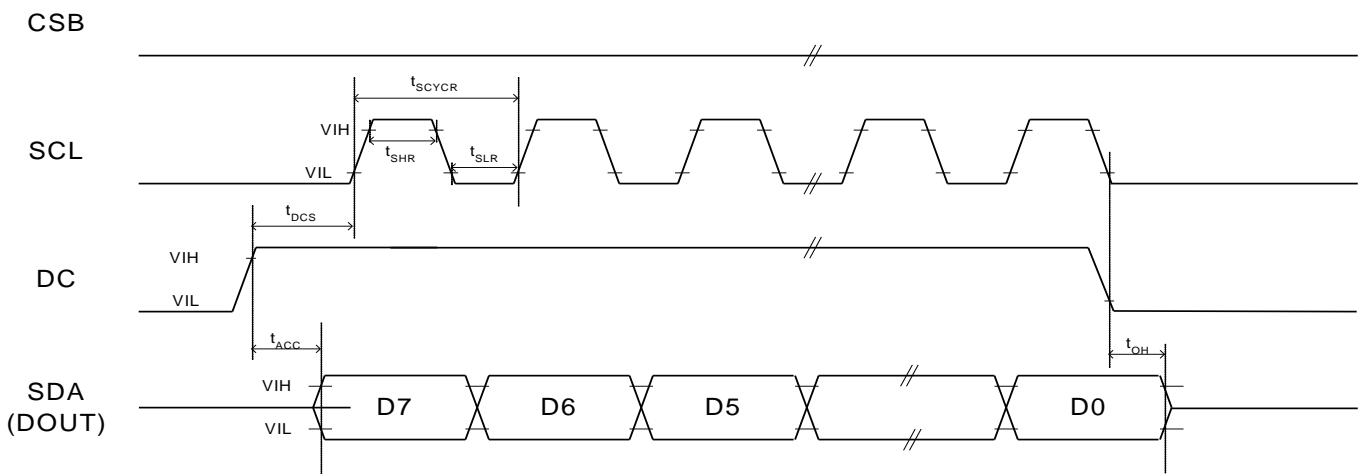 CSB
tSCYCR
VIH
SCL
tSHR
tSLR
VIL
tDCS
VIH
DC
VIL
tACC
tOH
SDA
(DOUT)
VIH
D7
D6
D5
D0
VIL